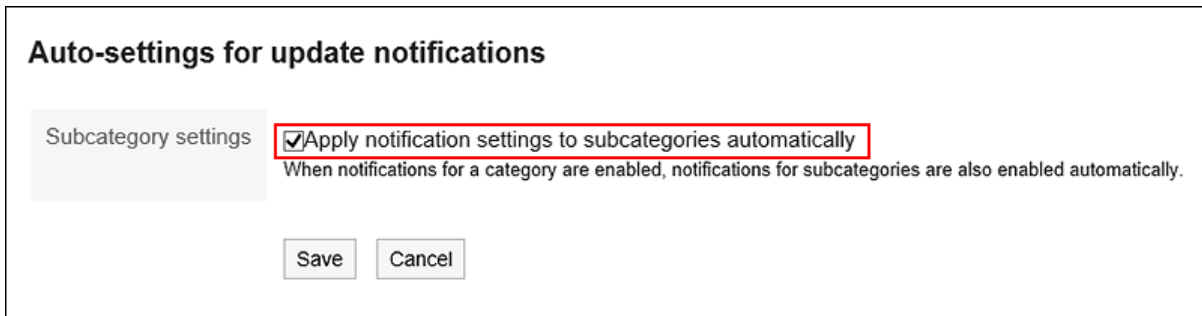 Auto-settings for update notifications
Subcategory settings
Apply notification settings to subcategories automatically
When notifications for a category are enabled, notifications for subcategories are also enabled automatically.
Save Cancel